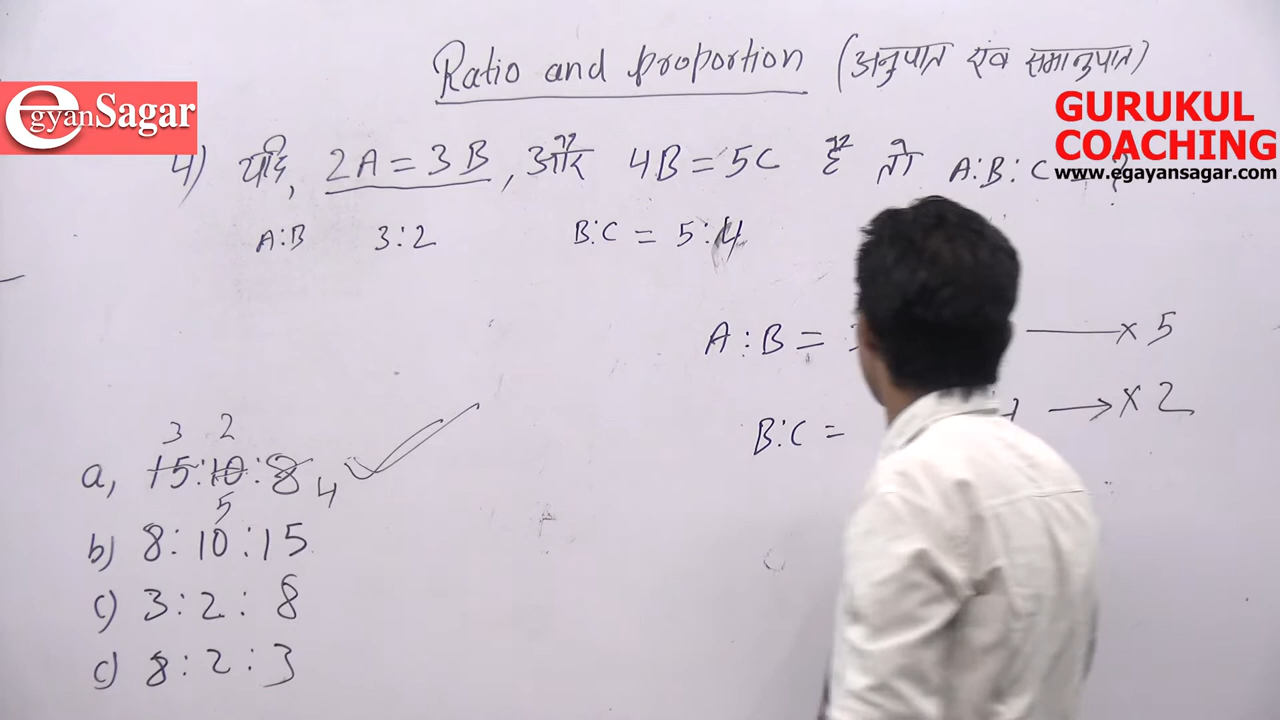 Ratio and proportion (अनुपात एवं समानुपात)
egyanSagar
GURUKUL
COACHING
www.egayansagar.com
4) यदि, 2A = 3B, और 4B = 5C है तो A:B:C = ?
A:B 3:2 B:C = 5:4
A:B = 3 × 5
B:C = 4 → × 2
3 2
a, 15:10:8 4
5
b) 8:10:15
c) 3:2:8
c) 8:2:3